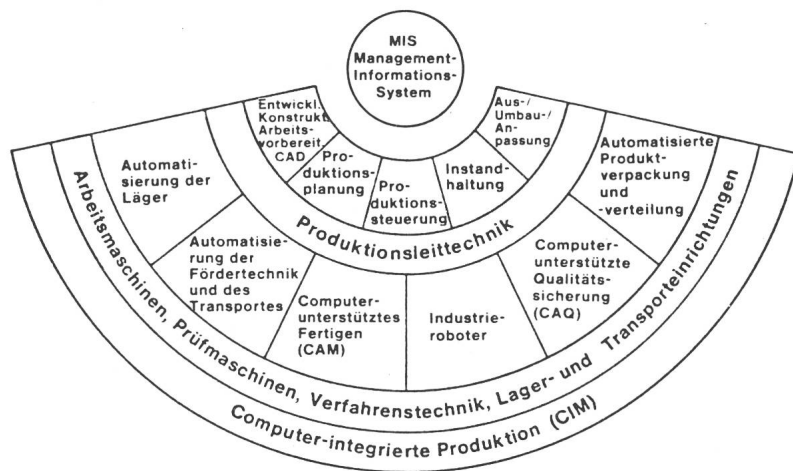 MIS
Management-
Informations-
System
Entwickl.
Konstrukt.
Arbeits-
vorbereit.
CAD
Pro-
duktions-
planung
Pro-
duktions-
steuerung
Instand-
haltung
Aus-/
Umbau-/
An-
passung
Produktionsleittechnik
Automati-
sierung der
Läger
Automatisie-
rung der
Fördertechnik
und des
Transportes
Computer-
unterstütztes
Fertigen
(CAM)
Industrie-
roboter
Computer-
unterstützte
Qualitäts-
sicherung
(CAQ)
Automatisierte
Produkt-
verpackung
und
-verteilung
Arbeitsmaschinen, Prüfmaschinen, Verfahrenstechnik, Lager- und Transporteinrichtungen
Computer-integrierte Produktion (CIM)